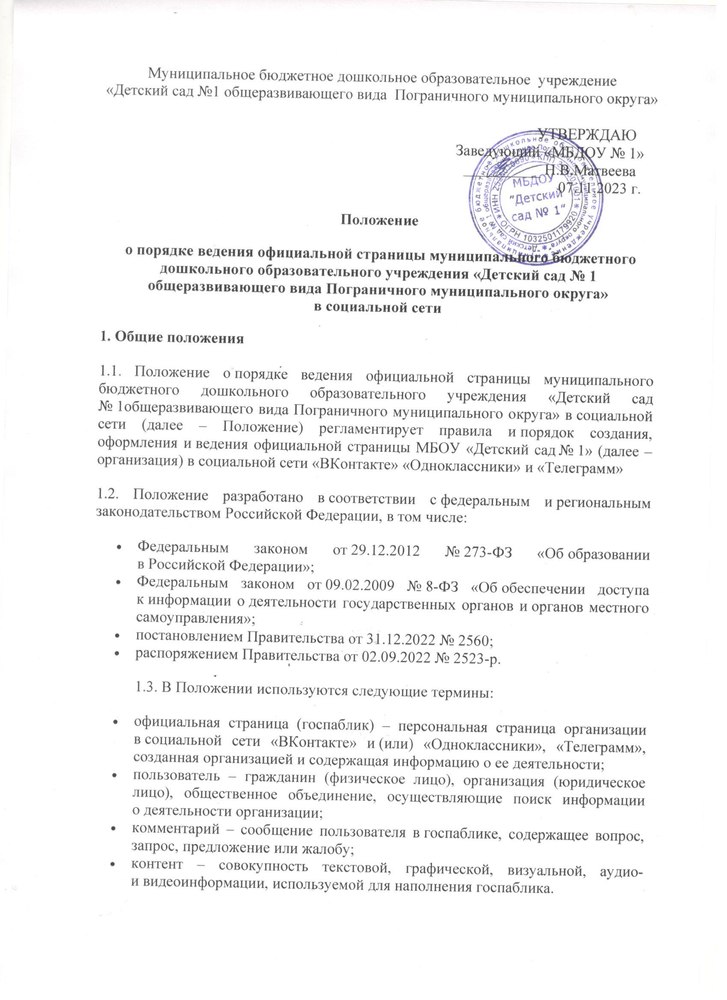 Муниципальное бюджетное дошкольное образовательное учреждение
«Детский сад №1 общеразвивающего вида Пограничного муниципального округа»
УТВЕРЖДАЮ
Заведующий «МБДОУ № 1»
Н.В.Матвеева
07.11.2023 г.
МБДОУ
"Детский
сад № 1"
ОГРН 1032501179920
Положение
о порядке ведения официальной страницы муниципального бюджетного
дошкольного образовательного учреждения «Детский сад № 1
общеразвивающего вида Пограничного муниципального округа»
в социальной сети
1. Общие положения
1.1. Положение о порядке ведения официальной страницы муниципального
бюджетного дошкольного образовательного учреждения «Детский сад
№ 1общеразвивающего вида Пограничного муниципального округа» в социальной
сети (далее – Положение) регламентирует правила и порядок создания,
оформления и ведения официальной страницы МБОУ «Детский сад № 1» (далее –
организация) в социальной сети «ВКонтакте» «Одноклассники» и «Телеграмм»
1.2. Положение разработано в соответствии с федеральным и региональным
законодательством Российской Федерации, в том числе:
• Федеральным законом от 29.12.2012 № 273-ФЗ «Об образовании
в Российской Федерации»;
• Федеральным законом от 09.02.2009 № 8-ФЗ «Об обеспечении доступа
к информации о деятельности государственных органов и органов местного
самоуправления»;
• постановлением Правительства от 31.12.2022 № 2560;
• распоряжением Правительства от 02.09.2022 № 2523-р.
1.3. В Положении используются следующие термины:
• официальная страница (госпаблик) – персональная страница организации
в социальной сети «ВКонтакте» и (или) «Одноклассники», «Телеграмм»,
созданная организацией и содержащая информацию о ее деятельности;
• пользователь – гражданин (физическое лицо), организация (юридическое
лицо), общественное объединение, осуществляющие поиск информации
о деятельности организации;
• комментарий – сообщение пользователя в госпаблике, содержащее вопрос,
запрос, предложение или жалобу;
• контент – совокупность текстовой, графической, визуальной, аудио-
и видеоинформации, используемой для наполнения госпаблика.